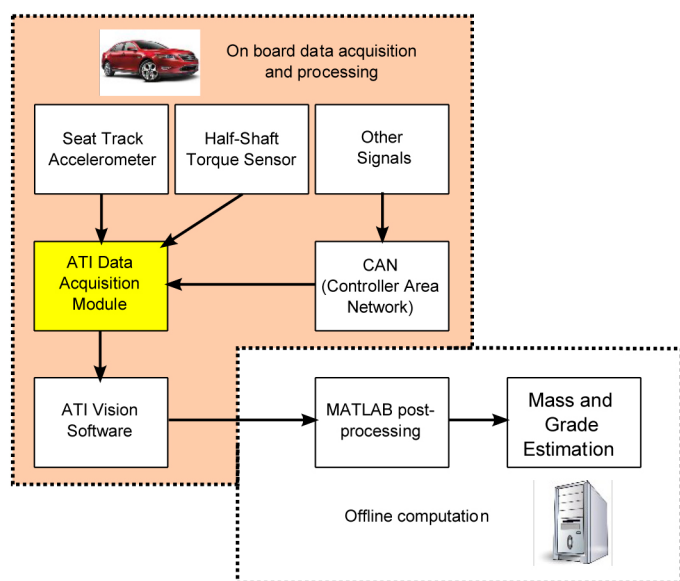 On board data acquisition
and processing
Seat Track
Accelerometer
Half-Shaft
Torque Sensor
Other
Signals
ATI Data
Acquisition
Module
CAN
(Controller Area
Network)
ATI Vision
Software
MATLAB post-
processing
Mass and
Grade
Estimation
Offline computation